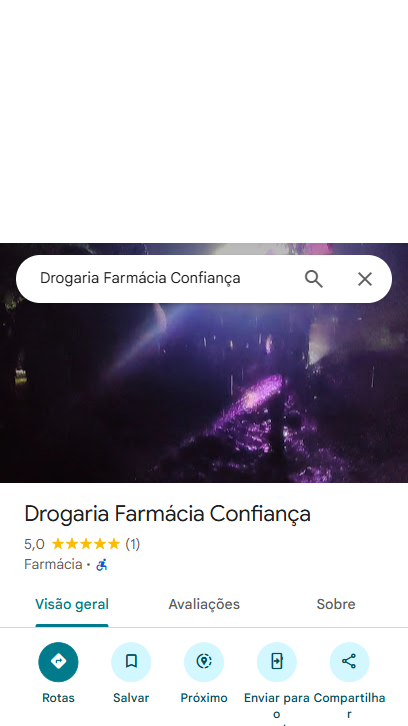 Drogaria Farmácia Confiança
Drogaria Farmácia Confiança
5,0 (1)
Farmácia ·
Visão geral Avaliações Sobre
Rotas Salvar Próximo Enviar para o Compartilhar